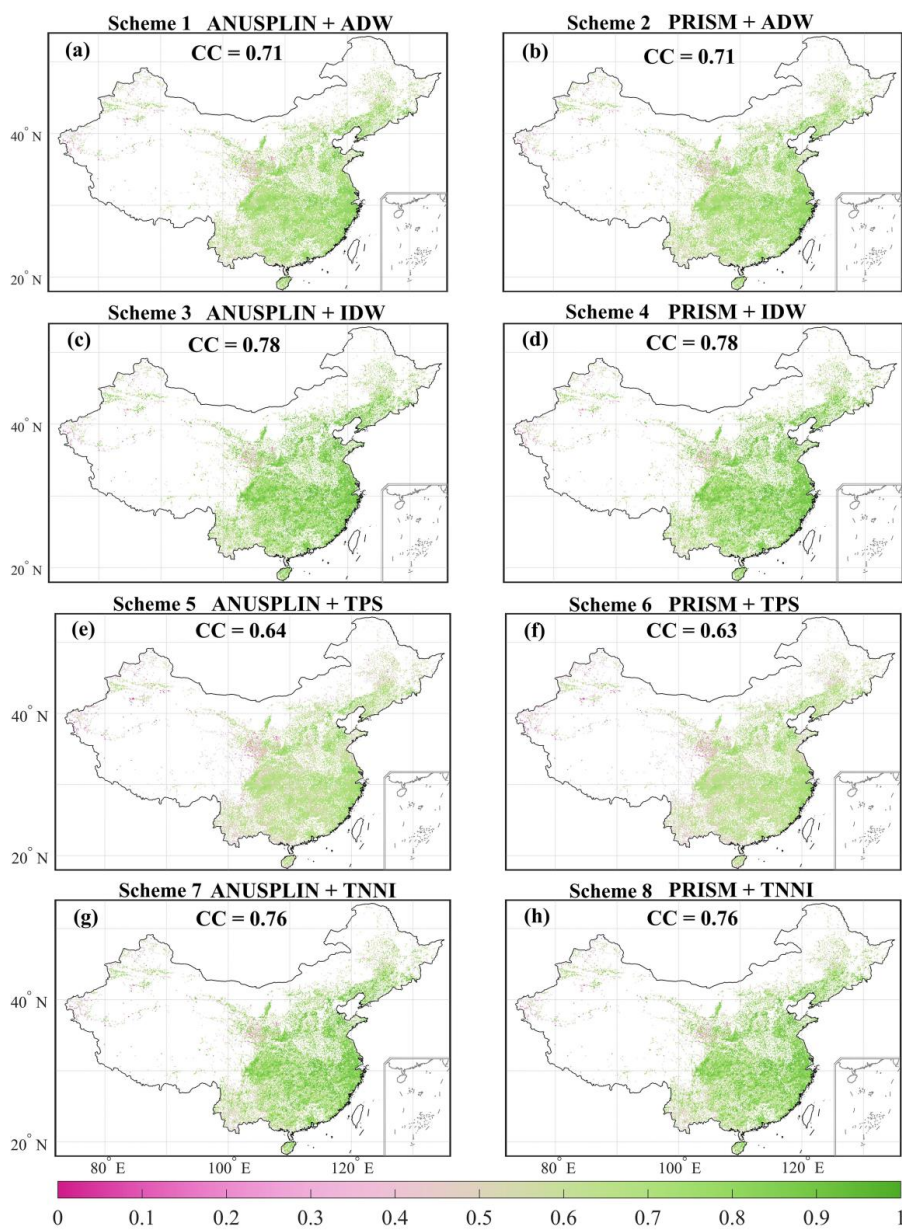 Scheme 1 ANUSPLIN + ADW
Scheme 2 PRISM + ADW
(a)
CC = 0.71
(b)
CC = 0.71
40° N
20° N
Scheme 3 ANUSPLIN + IDW
Scheme 4 PRISM + IDW
(c)
CC = 0.78
(d)
CC = 0.78
40° N
20° N
Scheme 5 ANUSPLIN + TPS
Scheme 6 PRISM + TPS
(e)
CC = 0.64
(f)
CC = 0.63
40° N
20° N
Scheme 7 ANUSPLIN + TNNI
Scheme 8 PRISM + TNNI
(g)
CC = 0.76
(h)
CC = 0.76
40° N
20° N
80° E 100° E 120° E 80° E 100° E 120° E
0 0.1 0.2 0.3 0.4 0.5 0.6 0.7 0.8 0.9 1